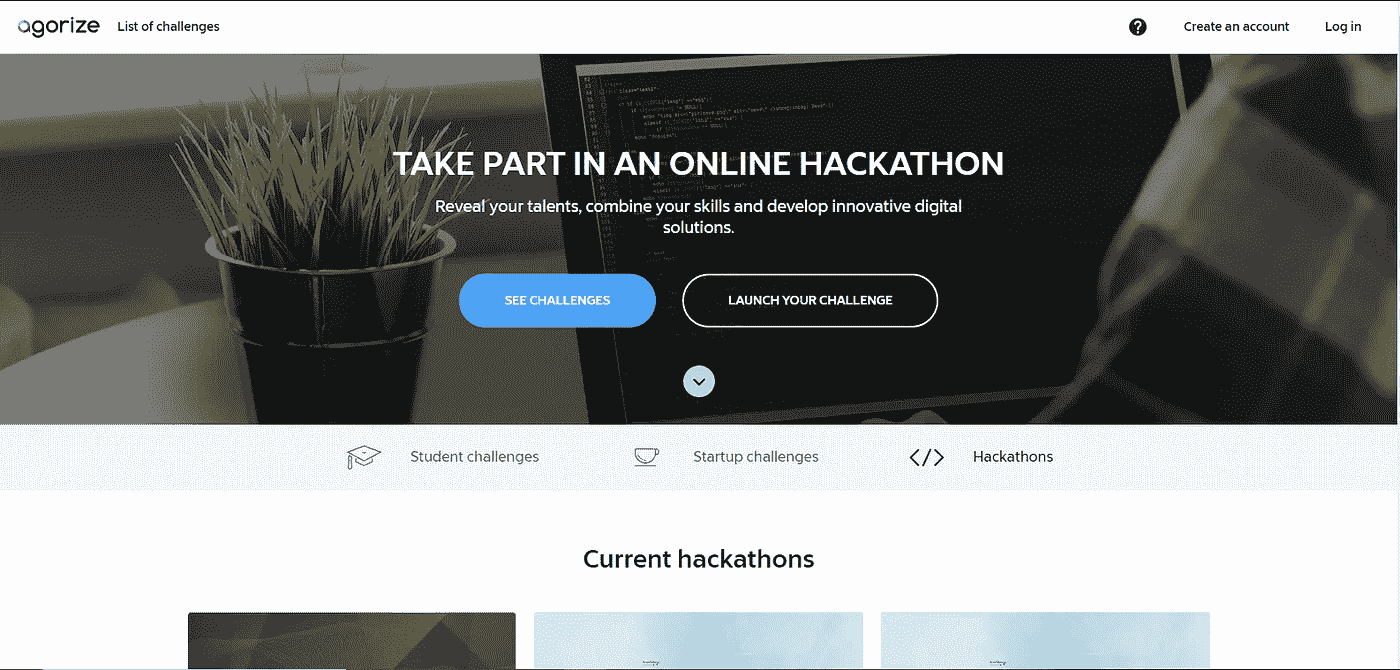 agorize
List of challenges
Create an account
Log in
TAKE PART IN AN ONLINE HACKATHON
Reveal your talents, combine your skills and develop innovative digital
solutions.
SEE CHALLENGES
LAUNCH YOUR CHALLENGE
Student challenges
Startup challenges
</> Hackathons
Current hackathons